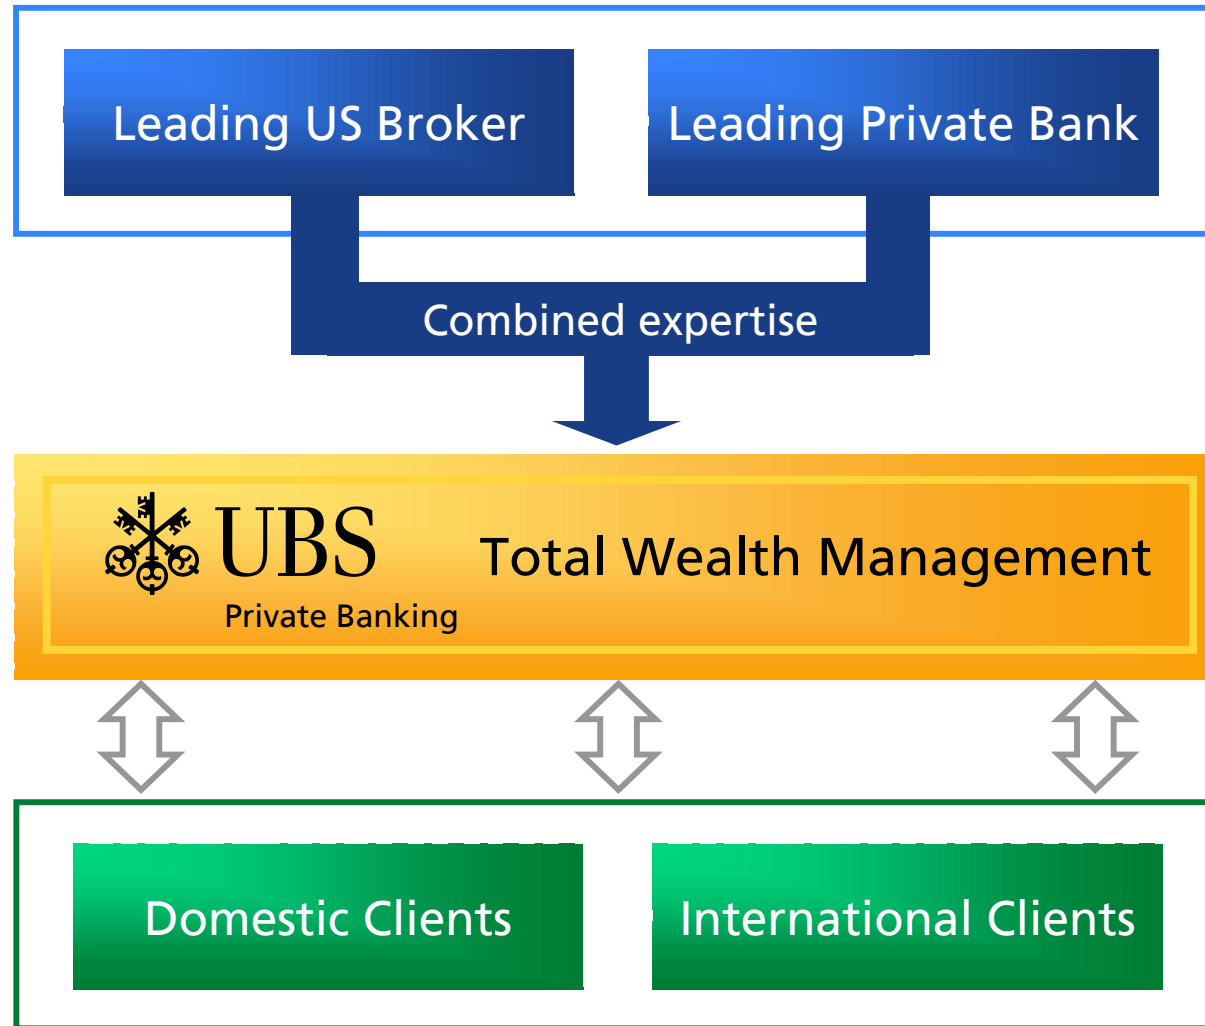 Leading US Broker
Leading Private Bank
Combined expertise
UBS
Private Banking
Total Wealth Management
Domestic Clients
International Clients